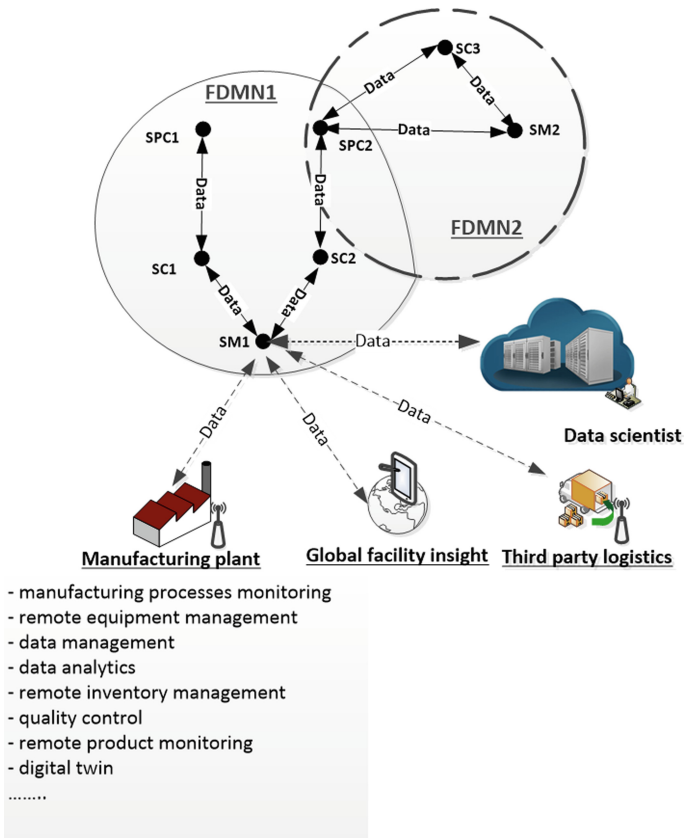 SC3
FDMN1
Data
Data
SPC1
SPC2
Data
SM2
Data
Data
FDMN2
SC1
SC2
Data
Data
SM1
Data
Data
Data
Data
Data scientist
Manufacturing plant
Global facility insight
Third party logistics
- manufacturing processes monitoring
- remote equipment management
- data management
- data analytics
- remote inventory management
- quality control
- remote product monitoring
- digital twin
........